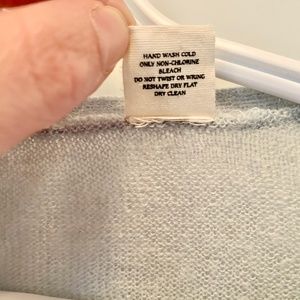 HAND WASH COLD
ONLY NON-CHLORINE
BLEACH
DO NOT TWIST OR WRING
RESHAPE DRY FLAT
DRY CLEAN